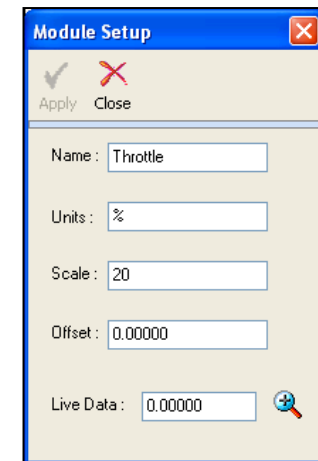 Module Setup
Apply Close
Name : Throttle
Units : %
Scale : 20
Offset : 0.00000
Live Data : 0.00000